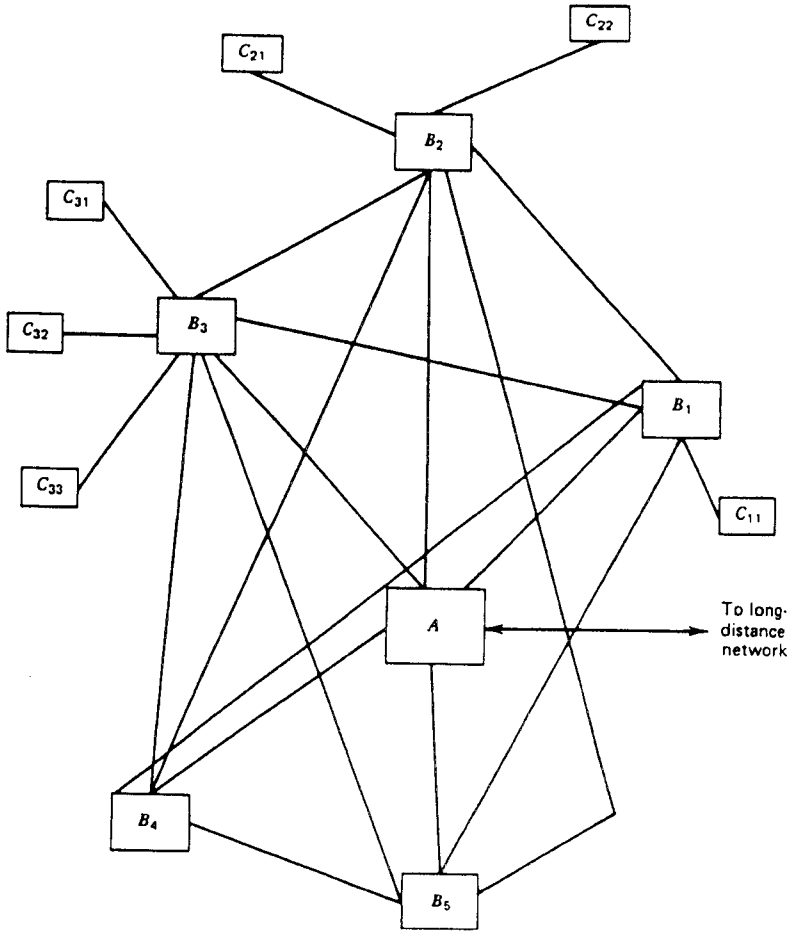 C22
C21
B2
C31
B3
C32
B1
C33
C11
A
To long-
distance
network
B4
B5